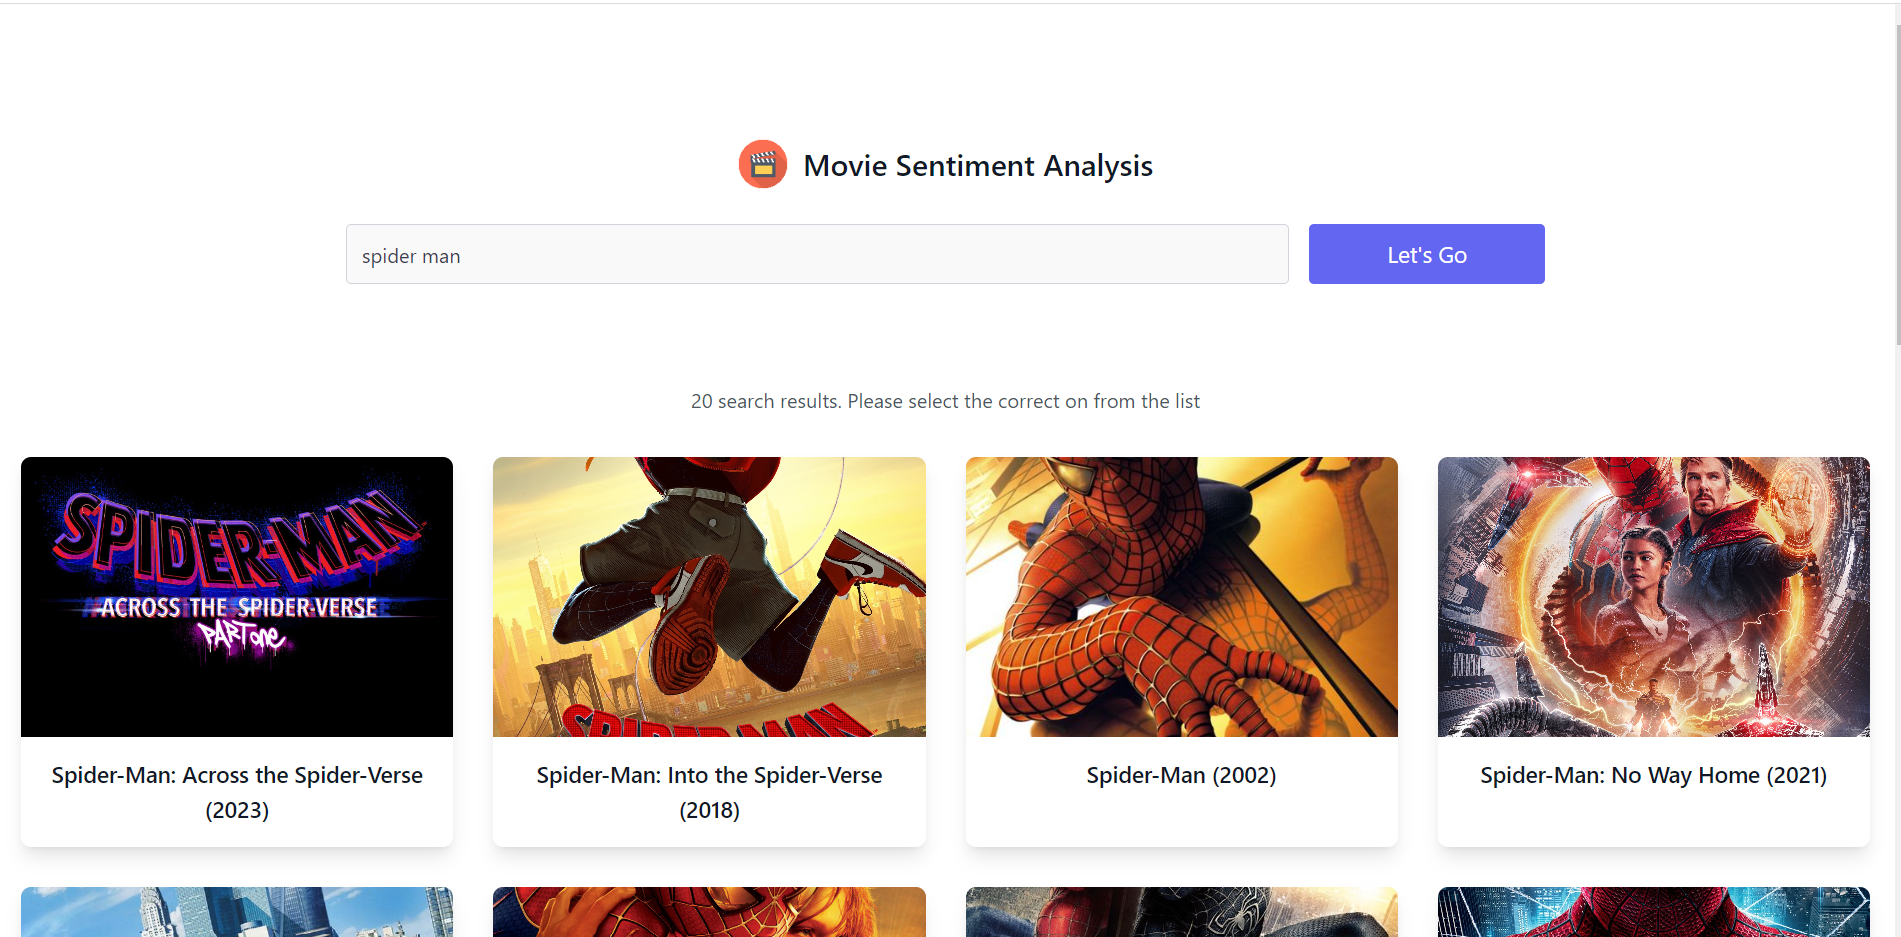 Movie Sentiment Analysis
spider man
Let's Go
20 search results. Please select the correct on from the list
SPIDER-MAN
ACROSS THE SPIDER-VERSE
PART ONE
SPIDER-MAN
Spider-Man: Across the Spider-Verse
(2023)
Spider-Man: Into the Spider-Verse
(2018)
Spider-Man (2002)
Spider-Man: No Way Home (2021)